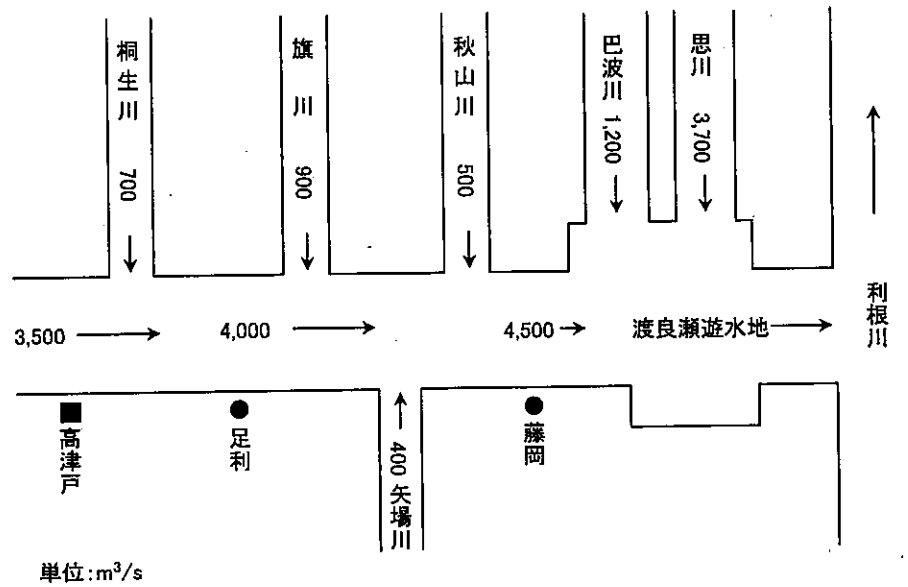 桐生川 700
旗川 900
秋山川 500
巴波川 1,200
思川 3,700
利根川
3,500
4,000
4,500
渡良瀬遊水地
高津戸
足利
400 矢場川
藤岡
単位:m³/s